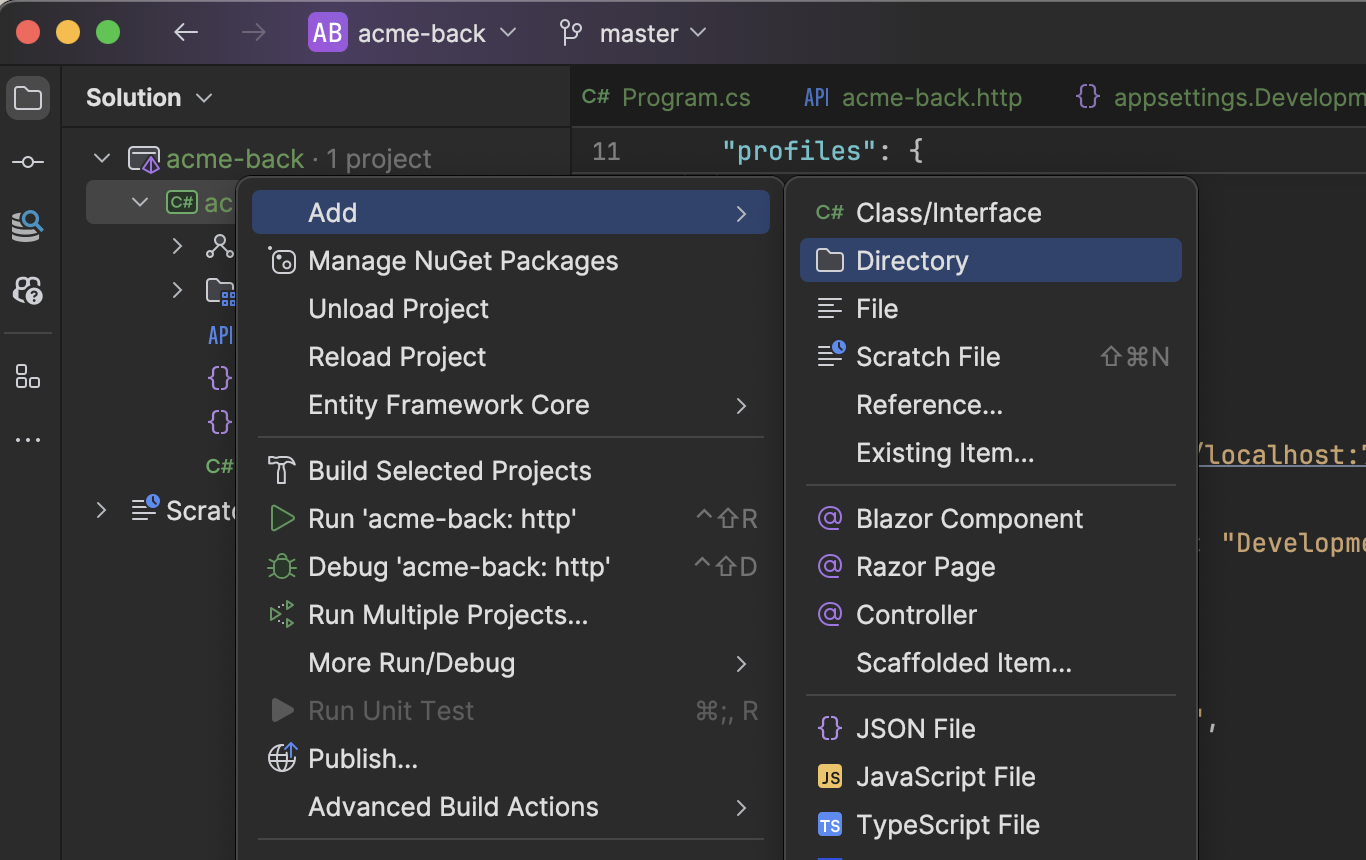 AB acme-back master
Solution
C# Program.cs API acme-back.http {} appsettings.Developm
acme-back · 1 project
11 "profiles": {
C# ac
API
{}
{}
C#
Scratc
Add
Manage NuGet Packages
Unload Project
Reload Project
Entity Framework Core
Build Selected Projects
Run 'acme-back: http' ^⇧R
Debug 'acme-back: http' ^⇧D
Run Multiple Projects...
More Run/Debug
Run Unit Test ⌘;, R
Publish...
Advanced Build Actions
C# Class/Interface
Directory
File
Scratch File ⇧⌘N
Reference...
Existing Item...
@ Blazor Component
@ Razor Page
@ Controller
Scaffolded Item...
{} JSON File
JS JavaScript File
TS TypeScript File
/localhost:
"Developme
",